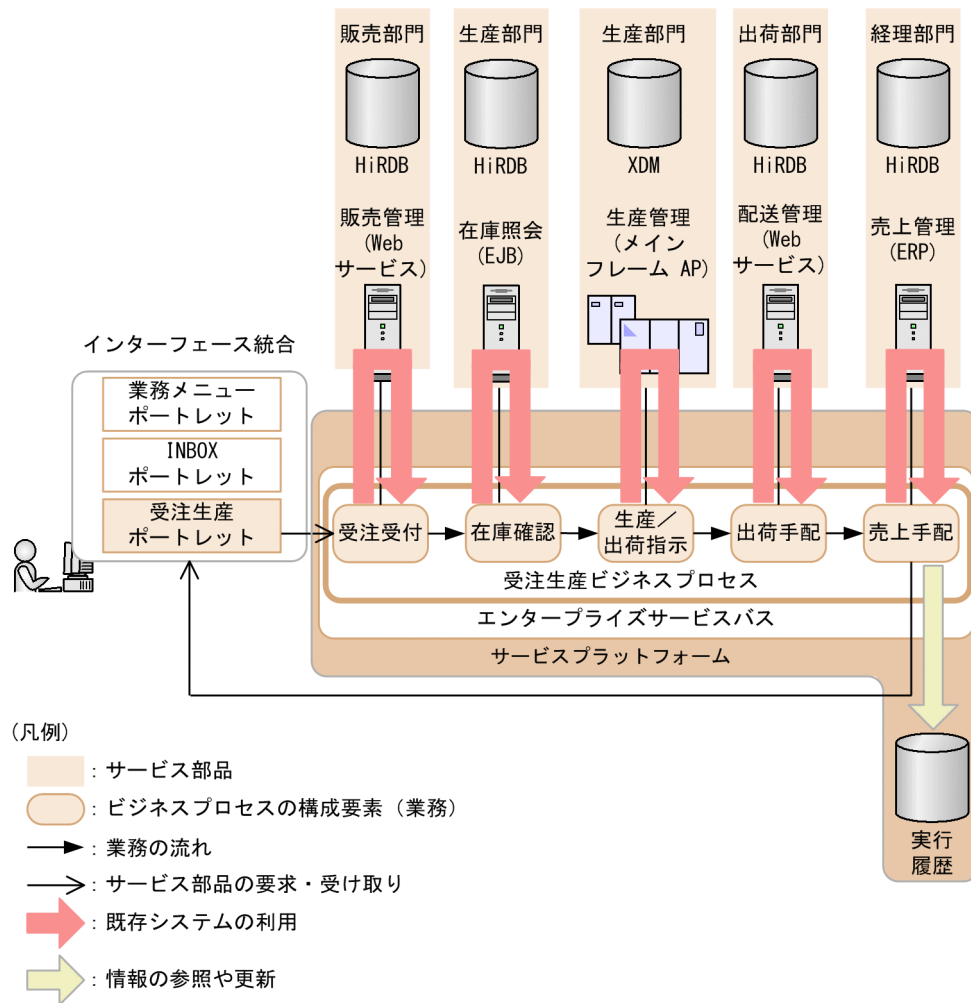 販売部門
生産部門
生産部門
出荷部門
経理部門
HiRDB
HiRDB
XDM
HiRDB
HiRDB
販売管理
(Web
サービス)
在庫照会
(EJB)
生産管理
(メイン
フレーム AP)
配送管理
(Web
サービス)
売上管理
(ERP)
インターフェース統合
業務メニュー
ポートレット
INBOX
ポートレット
受注生産
ポートレット
受注受付
在庫確認
生産／
出荷指示
出荷手配
売上手配
受注生産ビジネスプロセス
エンタープライズサービスバス
サービスプラットフォーム
実行
履歴
(凡例)
：サービス部品
：ビジネスプロセスの構成要素（業務）
：業務の流れ
：サービス部品の要求・受け取り
：既存システムの利用
：情報の参照や更新